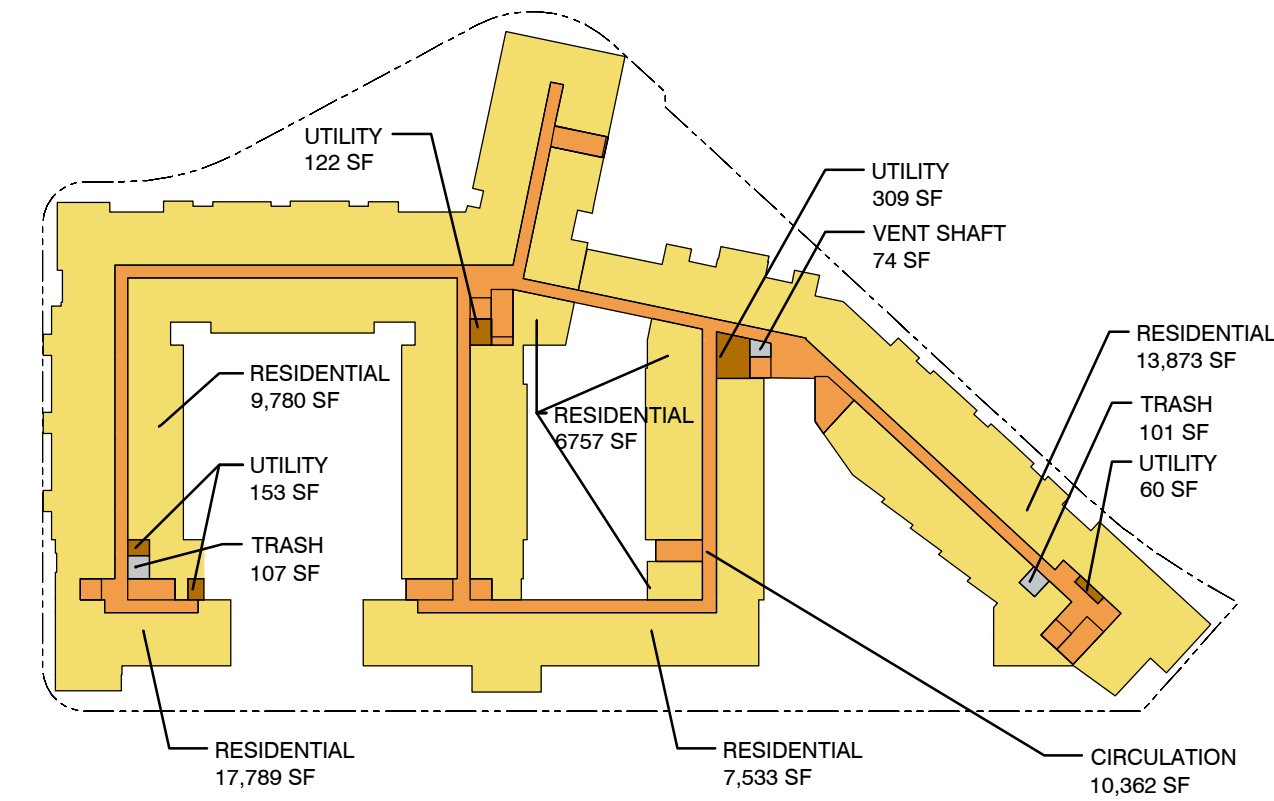 UTILITY
122 SF
UTILITY
309 SF
VENT SHAFT
74 SF
RESIDENTIAL
13,873 SF
RESIDENTIAL
9,780 SF
TRASH
101 SF
RESIDENTIAL
6757 SF
UTILITY
153 SF
UTILITY
60 SF
TRASH
107 SF
RESIDENTIAL
17,789 SF
RESIDENTIAL
7,533 SF
CIRCULATION
10,362 SF